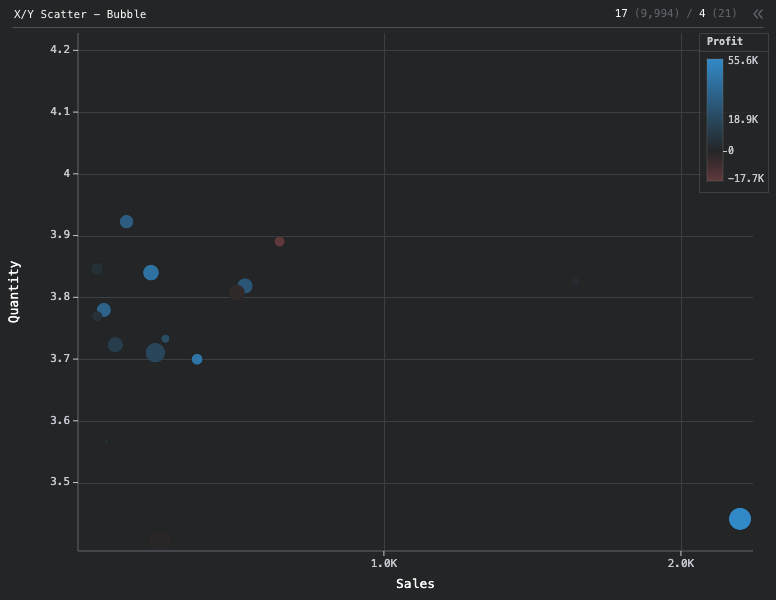 X/Y Scatter – Bubble
17 (9,994) / 4 (21) «
Profit
55.6K
18.9K
0
−17.7K
4.2
4.1
4
3.9
3.8
3.7
3.6
3.5
Quantity
1.0K
2.0K
Sales